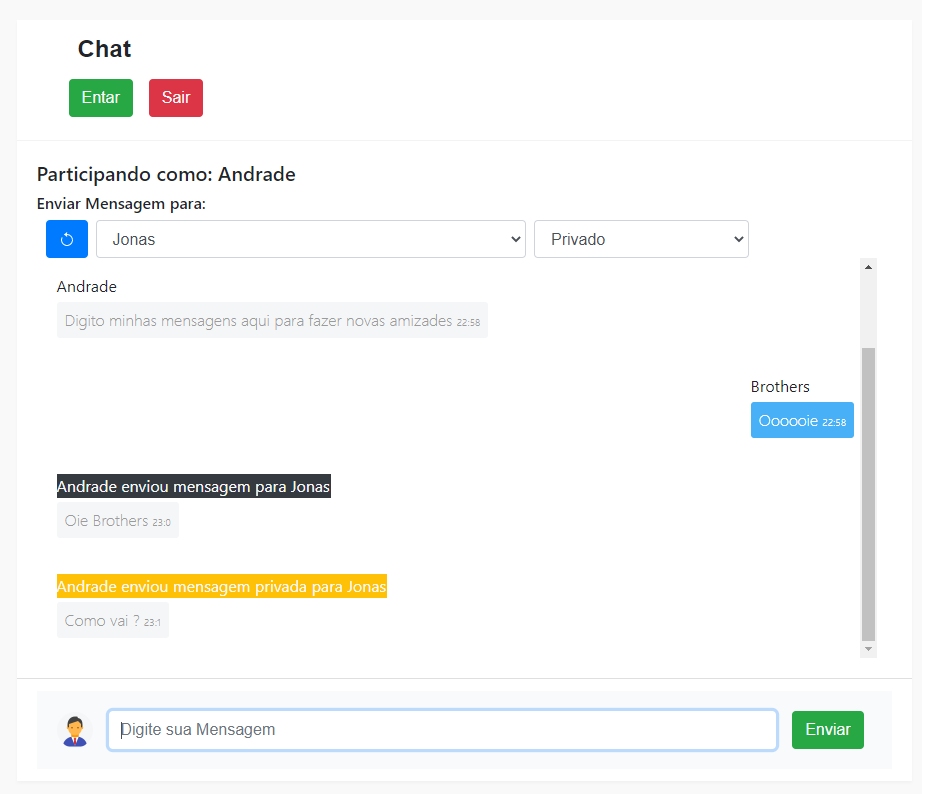 Chat
Entar Sair
Participando como: Andrade
Enviar Mensagem para:
Jonas Privado
Andrade
Digito minhas mensagens aqui para fazer novas amizades 22:58
Brothers
Oooooie 22:58
Andrade enviou mensagem para Jonas
Oie Brothers 23:0
Andrade enviou mensagem privada para Jonas
Como vai ? 23:1
Digite sua Mensagem Enviar